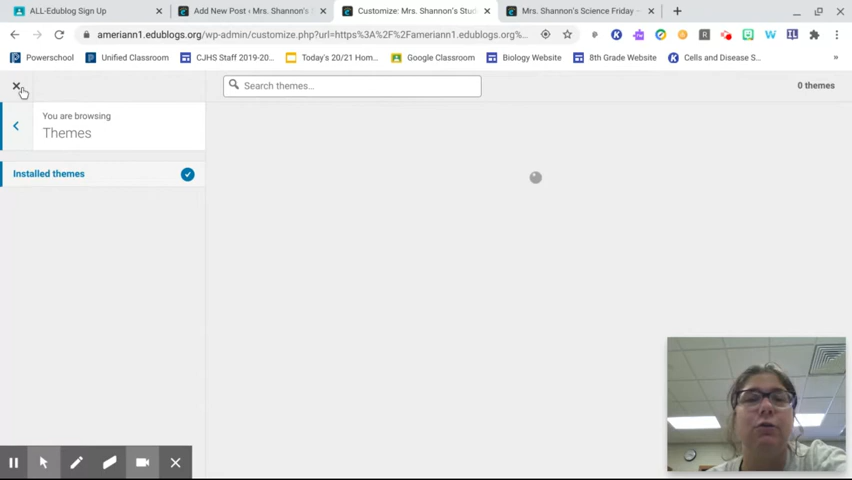 ALL-Edublog Sign Up
Add New Post ‹ Mrs. Shannon's
Customize: Mrs. Shannon's Stud
Mrs. Shannon's Science Friday -
ameriann1.edublogs.org/wp-admin/customize.php?url=https%3A%2F%2Fameriann1.edublogs.org%...
Powerschool
Unified Classroom
CJHS Staff 2019-20...
Today's 20/21 Hom...
Google Classroom
Biology Website
8th Grade Website
Cells and Disease S...
Search themes...
0 themes
You are browsing
Themes
Installed themes